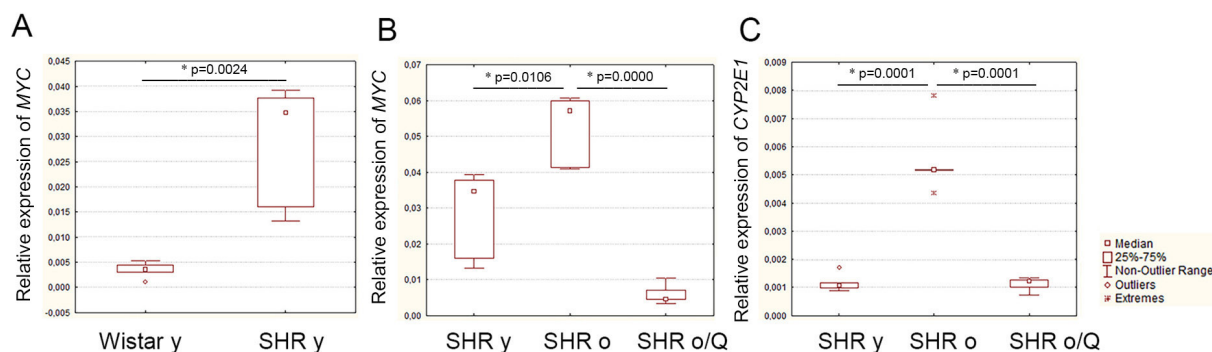 A
Relative expression of MYC
0,045
0,040
0,035
0,030
0,025
0,020
0,015
0,010
0,005
0,000
-0,005
* p=0.0024
Wistar y
SHR y
B
Relative expression of MYC
0,07
0,06
0,05
0,04
0,03
0,02
0,01
0,00
* p=0.0106
* p=0.0000
SHR y
SHR o
SHR o/Q
C
Relative expression of CYP2E1
0,009
0,008
0,007
0,006
0,005
0,004
0,003
0,002
0,001
0,000
* p=0.0001
* p=0.0001
SHR y
SHR o
SHR o/Q
Median
25%-75%
Non-Outlier Range
Outliers
Extremes